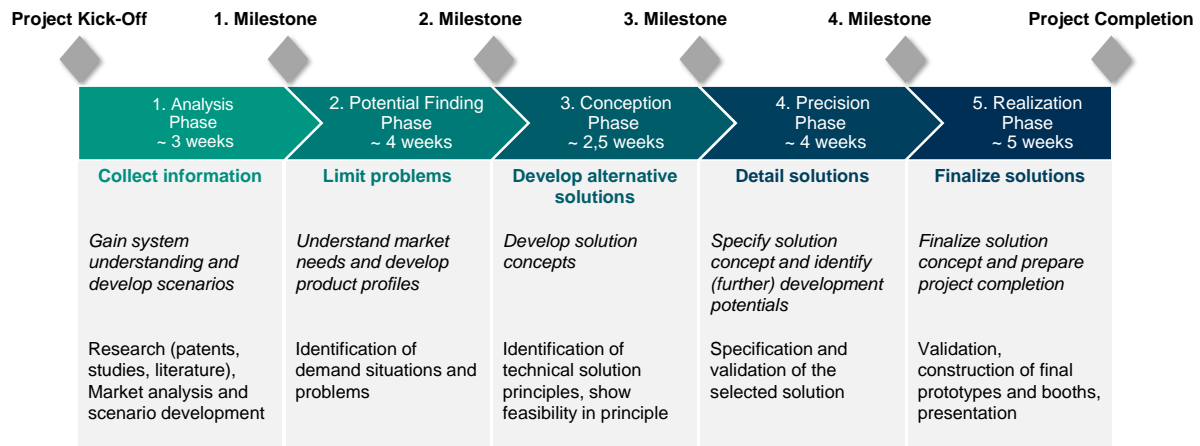 Project Kick-Off
1. Milestone
2. Milestone
3. Milestone
4. Milestone
Project Completion
1. Analysis
Phase
~ 3 weeks
2. Potential Finding
Phase
~ 4 weeks
3. Conception
Phase
~ 2,5 weeks
4. Precision
Phase
~ 4 weeks
5. Realization
Phase
~ 5 weeks
Collect information
Limit problems
Develop alternative
solutions
Detail solutions
Finalize solutions
Gain system
understanding and
develop scenarios
Understand market
needs and develop
product profiles
Develop solution
concepts
Specify solution
concept and identify
(further) development
potentials
Finalize solution
concept and prepare
project completion
Research (patents,
studies, literature),
Market analysis and
scenario development
Identification of
demand situations and
problems
Identification of
technical solution
principles, show
feasibility in principle
Specification and
validation of the
selected solution
Validation,
construction of final
prototypes and booths,
presentation